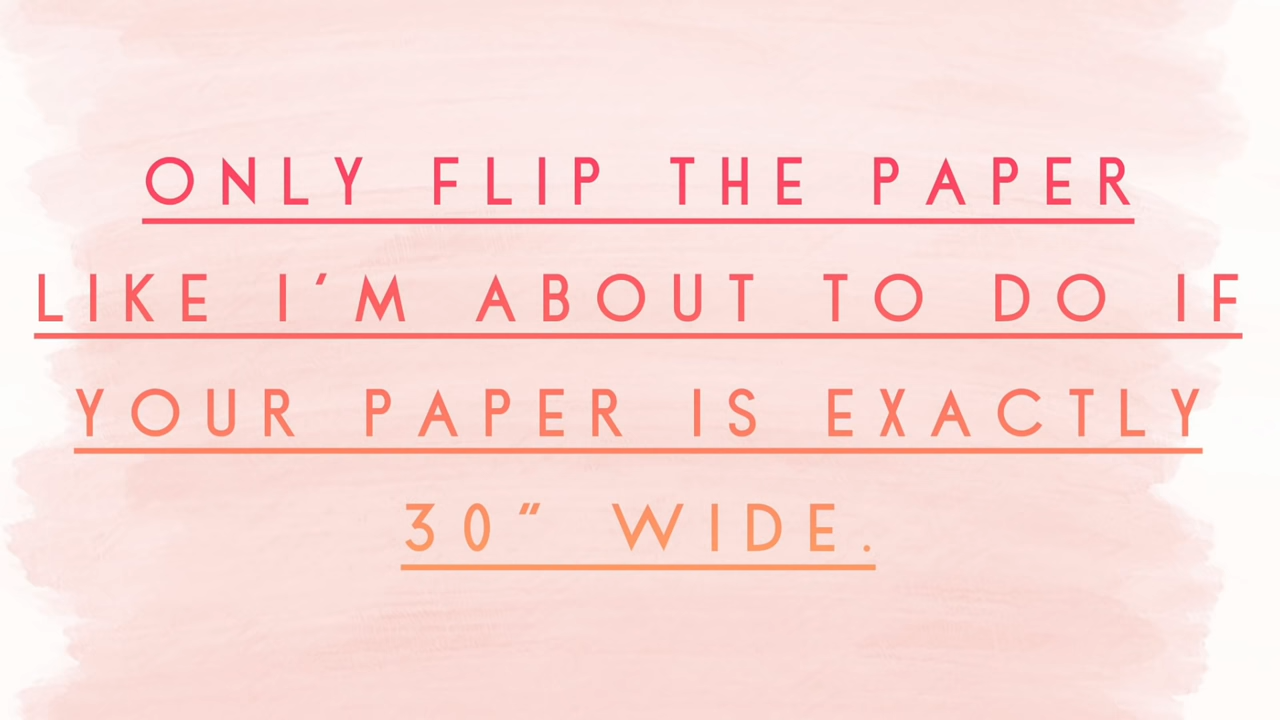 ONLY FLIP THE PAPER
LIKE I'M ABOUT TO DO IF
YOUR PAPER IS EXACTLY
30" WIDE.